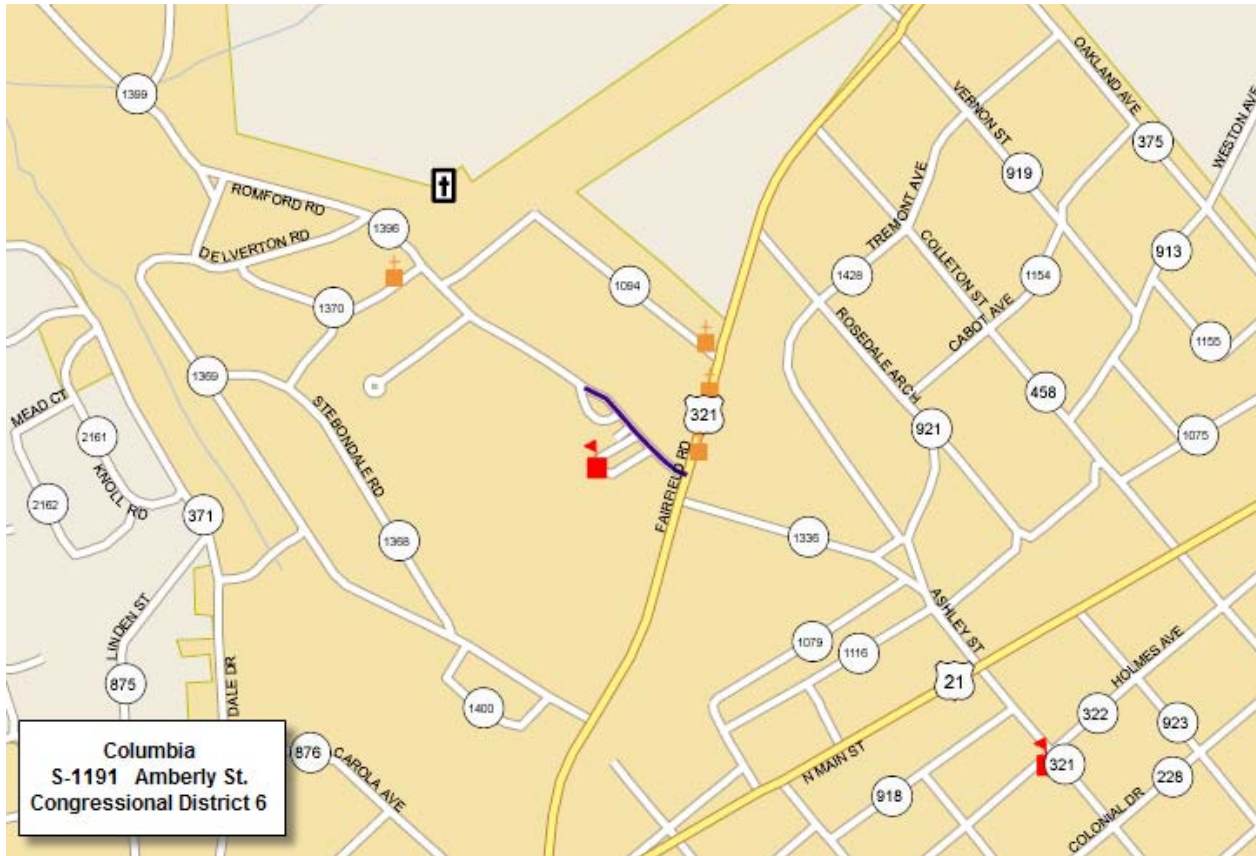 OAKLAND AVE
WESTON AVE
VERNON ST
1399
375
919
ROMFORD RD
TREMONT AVE
1396
DELVERTON RD
COLLETON ST
913
1428
1154
1094
1370
ROSEDALE ARCH
CABOT AVE
1155
1369
MEAD CT
STEBONDALE RD
458
321
921
1075
2161
KNOLL RD
2162
371
FAIRFIELD RD
1368
1336
LINDEN ST
ASHLEY ST
1079
1116
HOLMES AVE
875
DALE DR
21
1400
322
923
N MAIN ST
876
CAROLA AVE
321
228
918
COLONIAL DR
Columbia
S-1191 Amberly St.
Congressional District 6